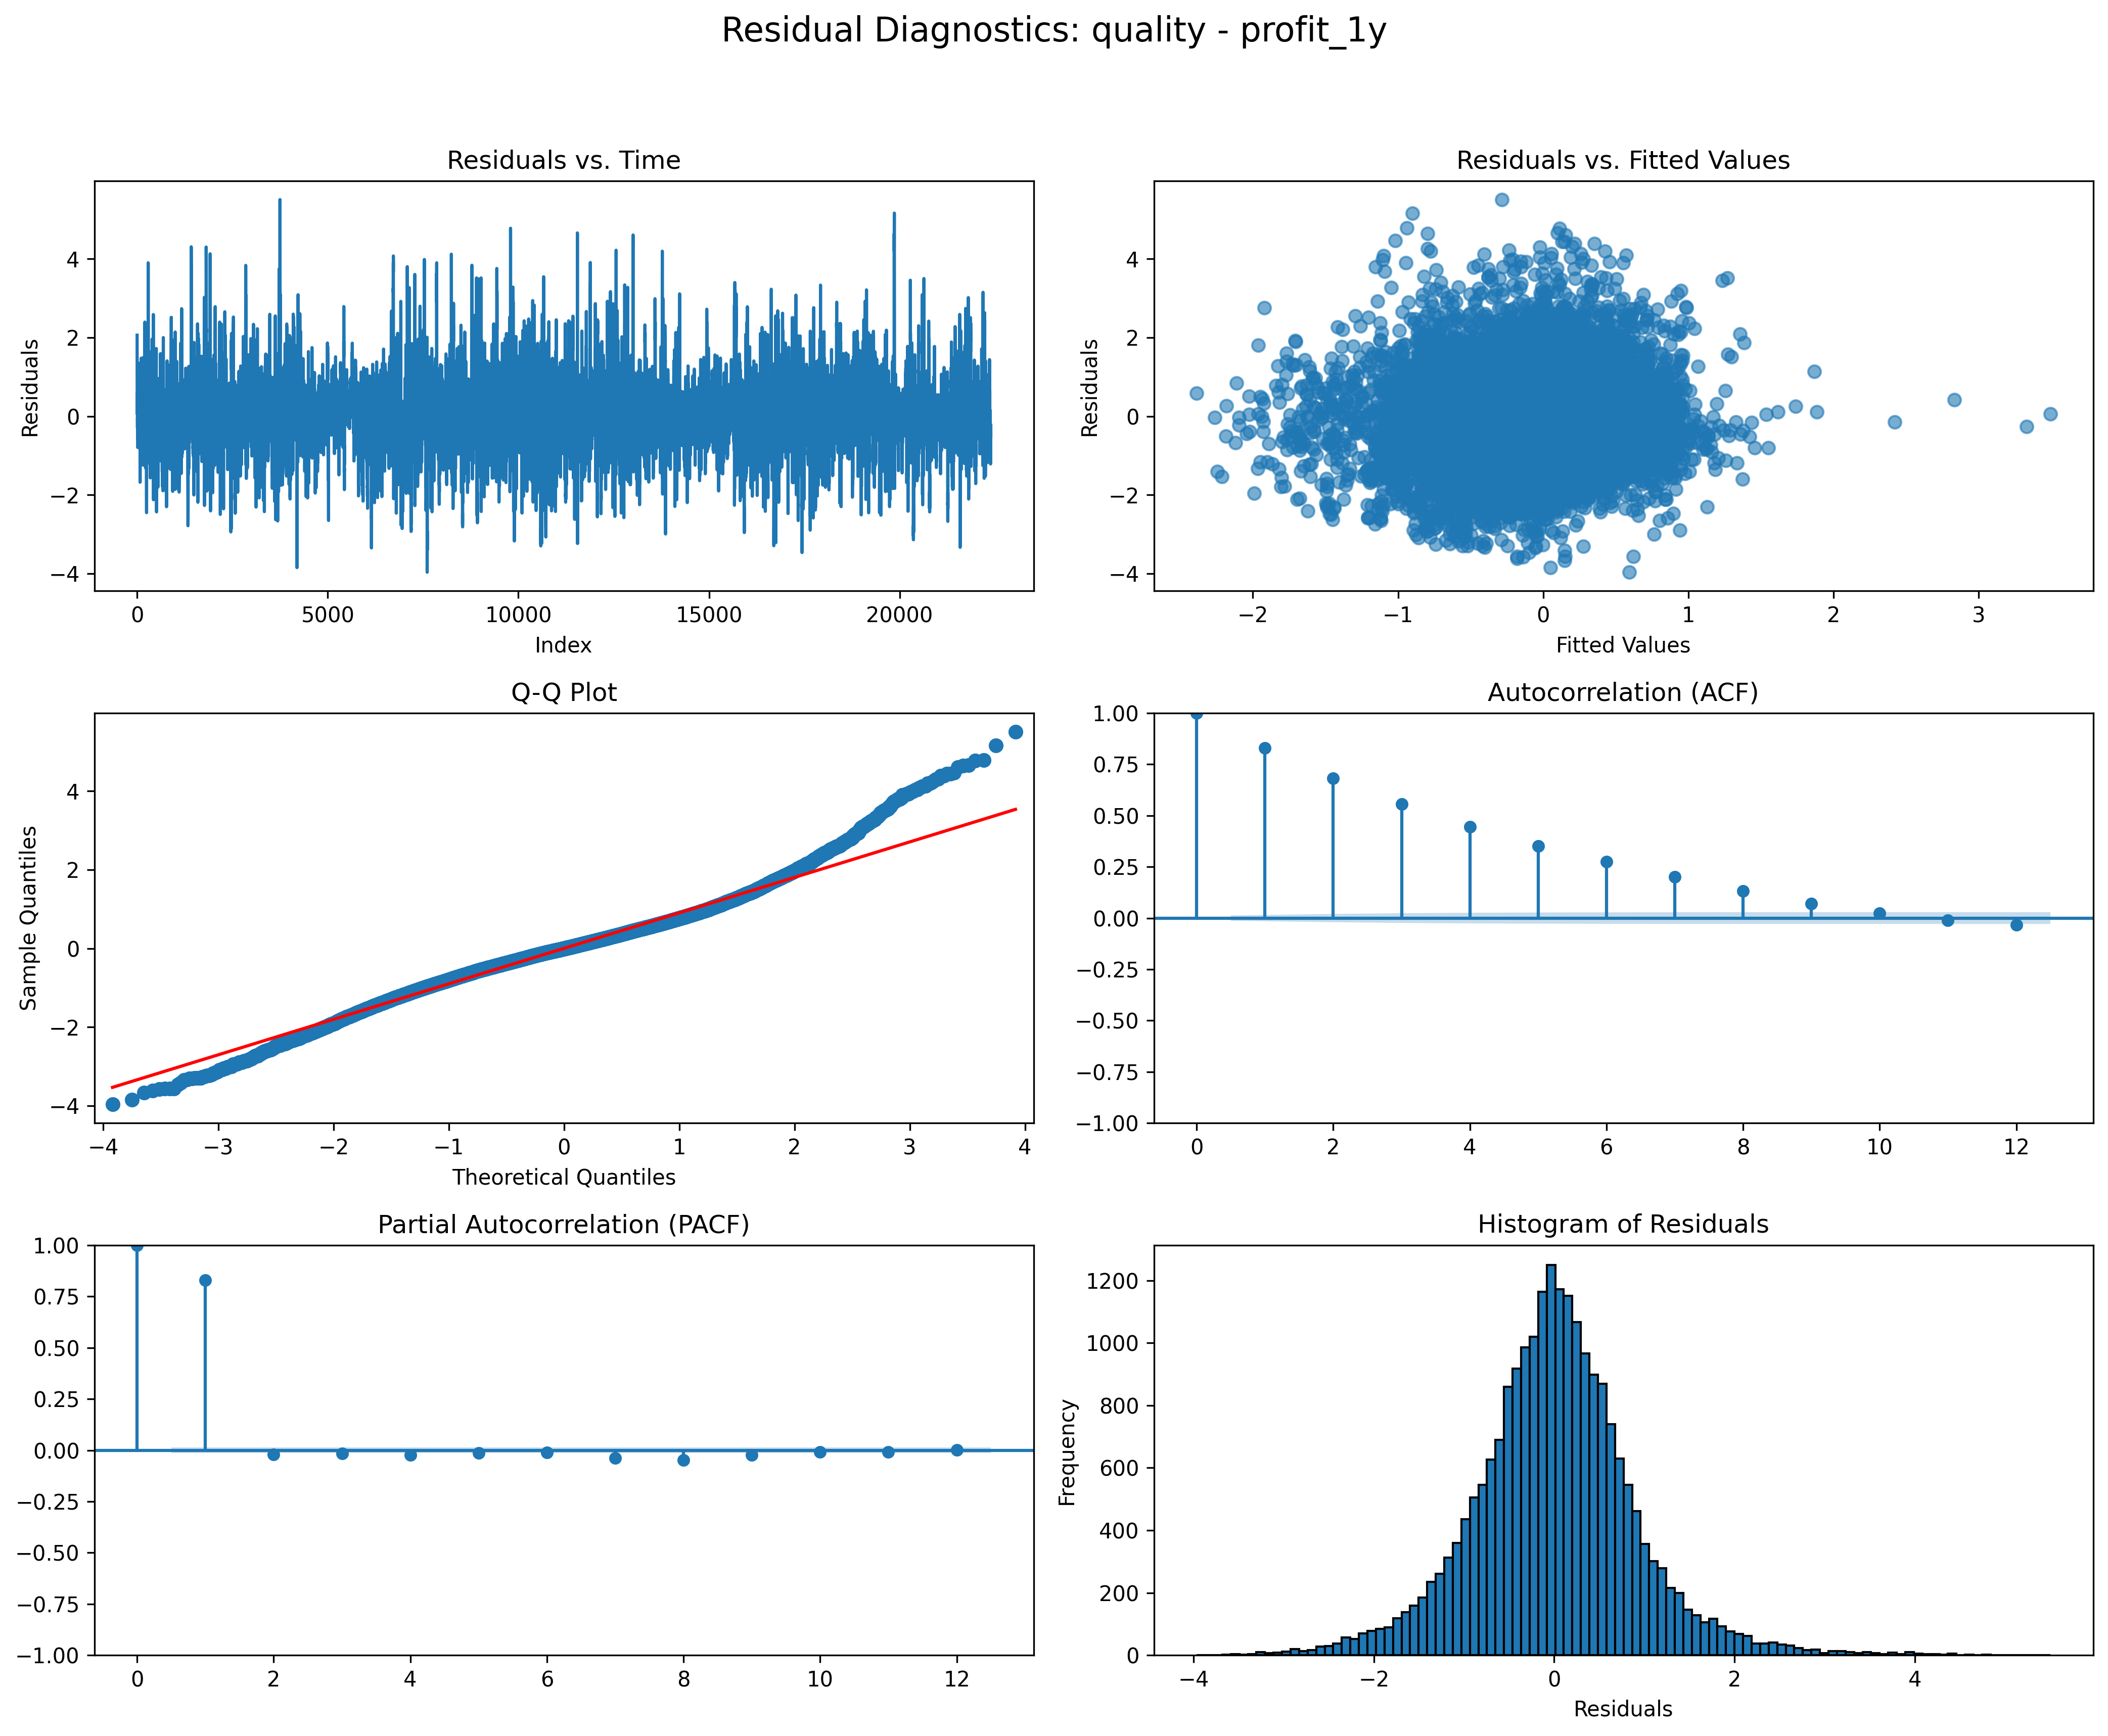 Residual Diagnostics: quality - profit_1y
Residuals vs. Time
Residuals
4
2
0
−2
−4
0 5000 10000 15000 20000
Index
Residuals vs. Fitted Values
Residuals
4
2
0
−2
−4
−2 −1 0 1 2 3
Fitted Values
Q-Q Plot
Sample Quantiles
4
2
0
−2
−4
−4 −3 −2 −1 0 1 2 3 4
Theoretical Quantiles
Autocorrelation (ACF)
1.00
0.75
0.50
0.25
0.00
−0.25
−0.50
−0.75
−1.00
0 2 4 6 8 10 12
Partial Autocorrelation (PACF)
1.00
0.75
0.50
0.25
0.00
−0.25
−0.50
−0.75
−1.00
0 2 4 6 8 10 12
Histogram of Residuals
Frequency
1200
1000
800
600
400
200
0
−4 −2 0 2 4
Residuals